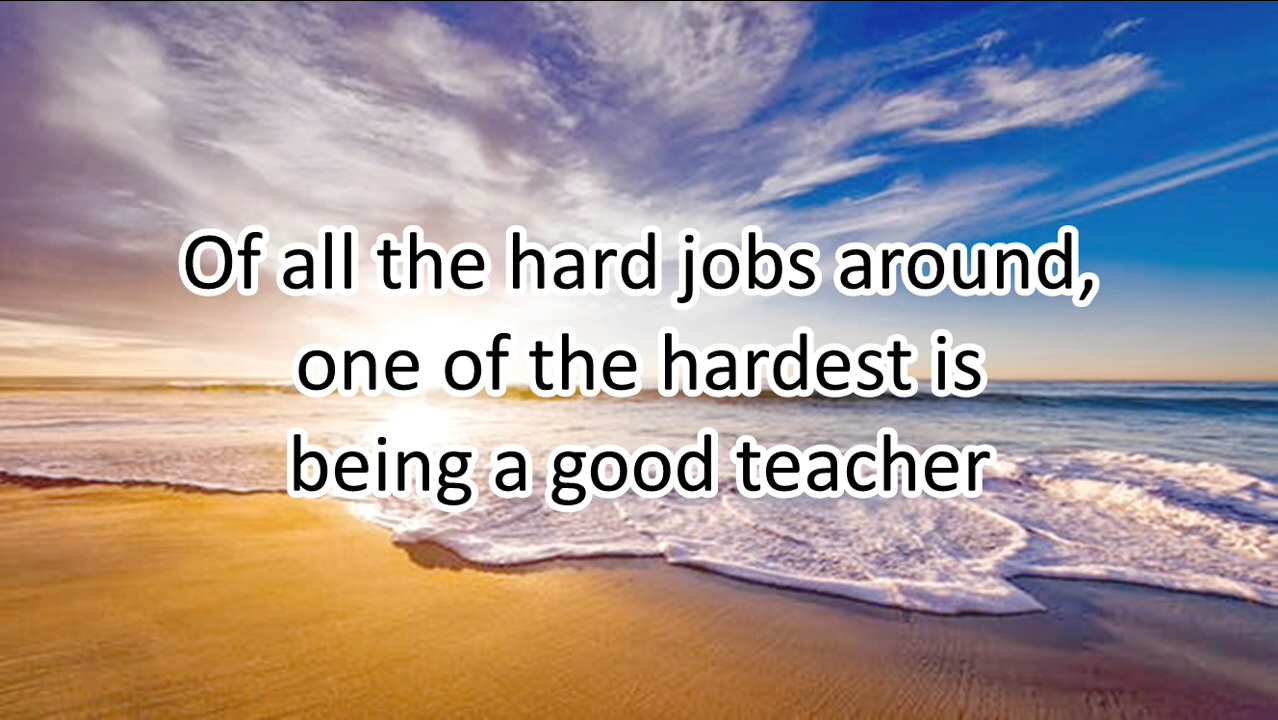 Of all the hard jobs around,
one of the hardest is
being a good teacher